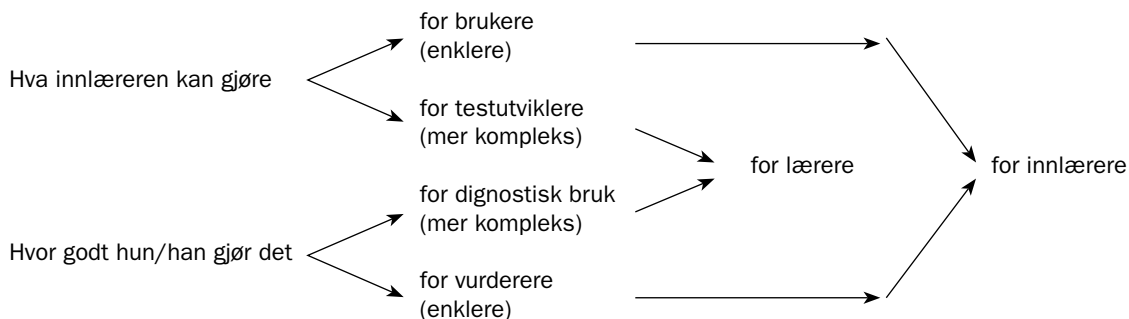 for brukere
(enklere)
Hva innlæreren kan gjøre
for testutviklere
(mer kompleks)
for lærere
for innlærere
for dignostisk bruk
(mer kompleks)
Hvor godt hun/han gjør det
for vurderere
(enklere)